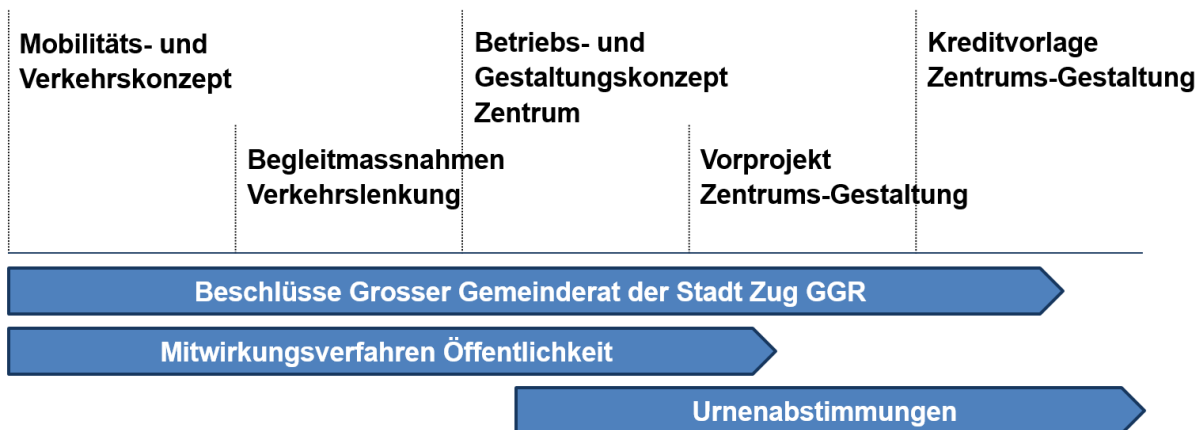 Mobilitäts- und
Verkehrskonzept
Begleitmassnahmen
Verkehrslenkung
Betriebs- und
Gestaltungskonzept
Zentrum
Vorprojekt
Zentrums-Gestaltung
Kreditvorlage
Zentrums-Gestaltung
Beschlüsse Grosser Gemeinderat der Stadt Zug GGR
Mitwirkungsverfahren Öffentlichkeit
Urnenabstimmungen